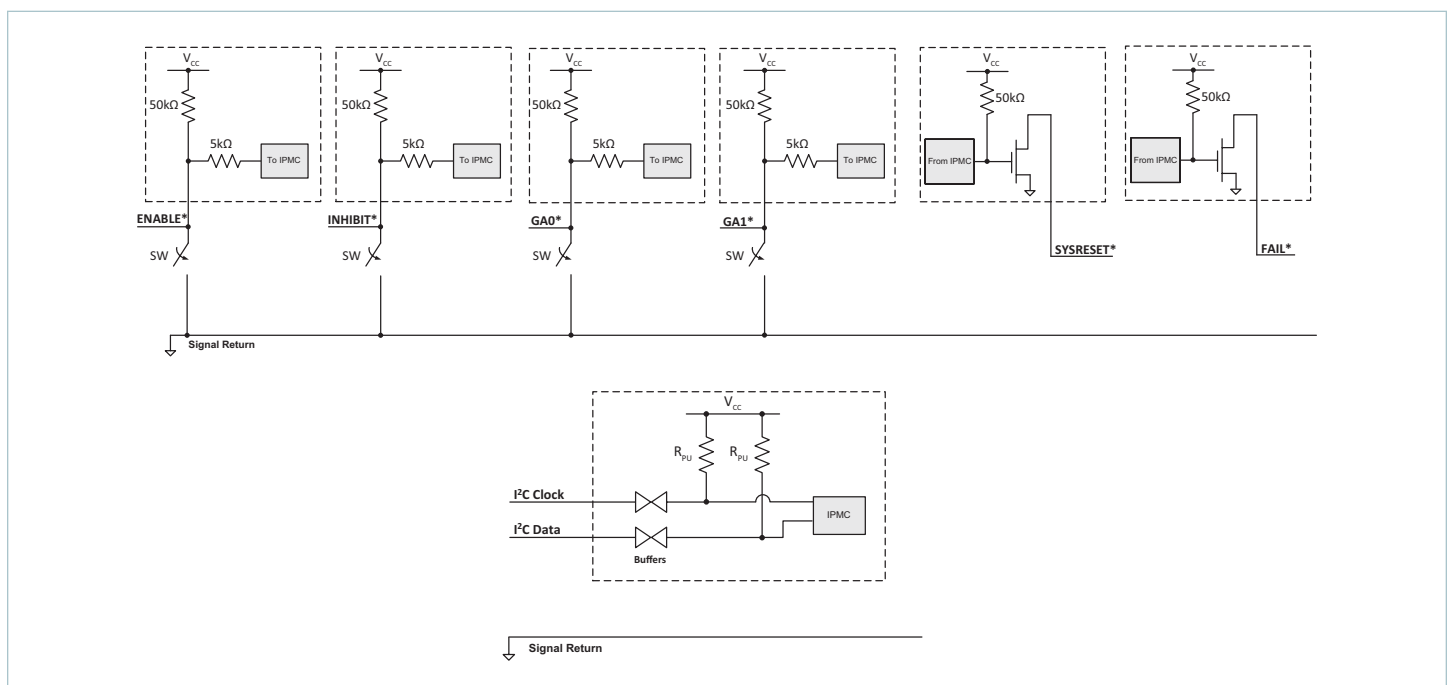 Vcc Vcc Vcc Vcc Vcc Vcc
50kΩ 50kΩ 50kΩ 50kΩ 50kΩ 50kΩ
5kΩ 5kΩ 5kΩ 5kΩ
To IPMC To IPMC To IPMC To IPMC From IPMC From IPMC
ENABLE* INHIBIT* GA0* GA1*
SW SW SW SW SYSRESET* FAIL*
Signal Return
Vcc
RPU RPU
I²C Clock
IPMC
I²C Data
Buffers
Signal Return